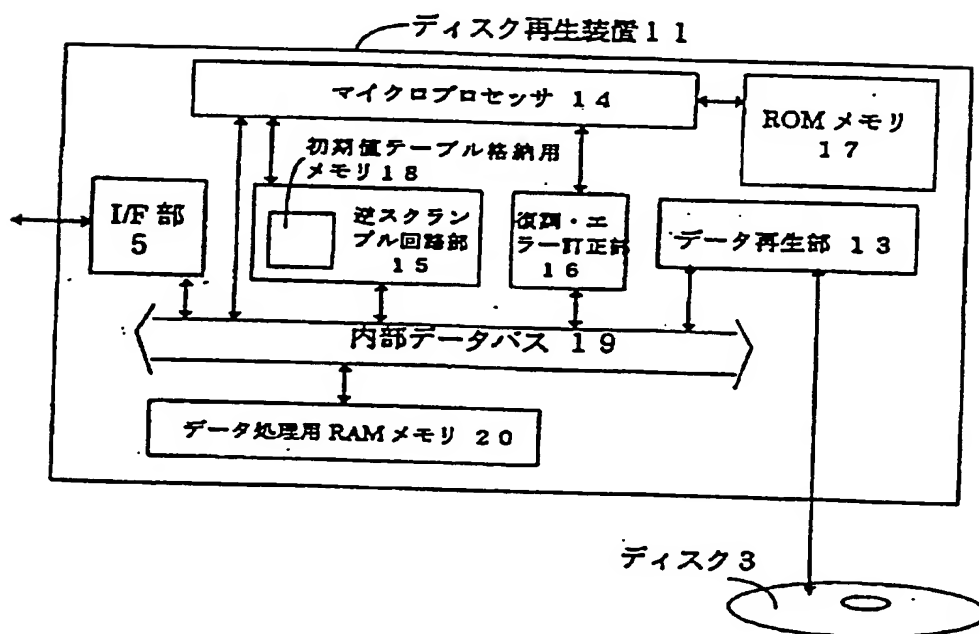 ディスク再生装置11
マイクロプロセッサ 14
ROM メモリ
17
初期値テーブル格納用
メモリ18
I/F 部
5
逆スクラン
ブル回路部
15
復調・エ
ラー訂正部
16
データ再生部 13
内部データバス 19
データ処理用 RAM メモリ 20
ディスク3